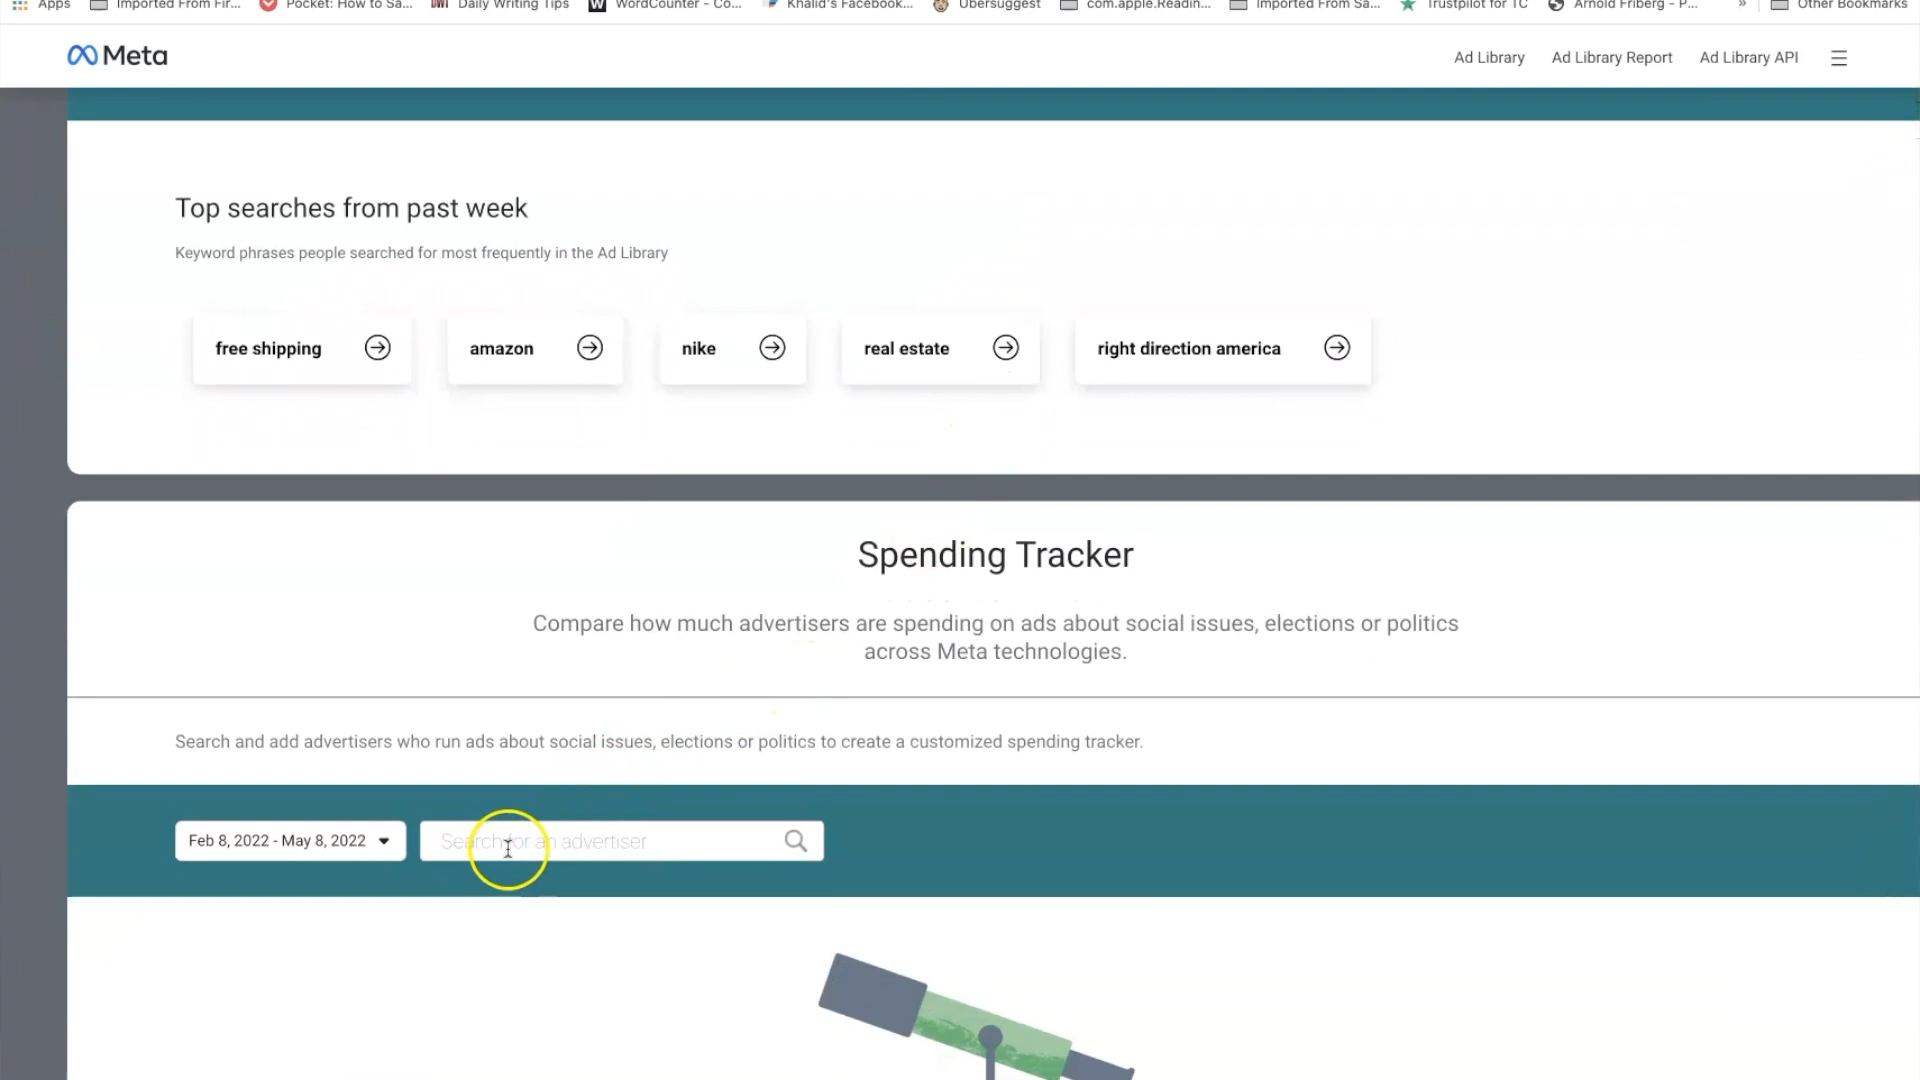 Apps Imported From Fir... Pocket: How to Sa... Daily Writing Tips WordCounter - Co... Khalid's Facebook... Ubersuggest com.apple.Readin... Imported From Sa... Trustpilot for TC Arnold Friberg - P... » Other Bookmarks
Meta
Ad Library Ad Library Report Ad Library API
Top searches from past week
Keyword phrases people searched for most frequently in the Ad Library
free shipping amazon nike real estate right direction america
Spending Tracker
Compare how much advertisers are spending on ads about social issues, elections or politics
across Meta technologies.
Search and add advertisers who run ads about social issues, elections or politics to create a customized spending tracker.
Feb 8, 2022 - May 8, 2022 Search for an advertiser